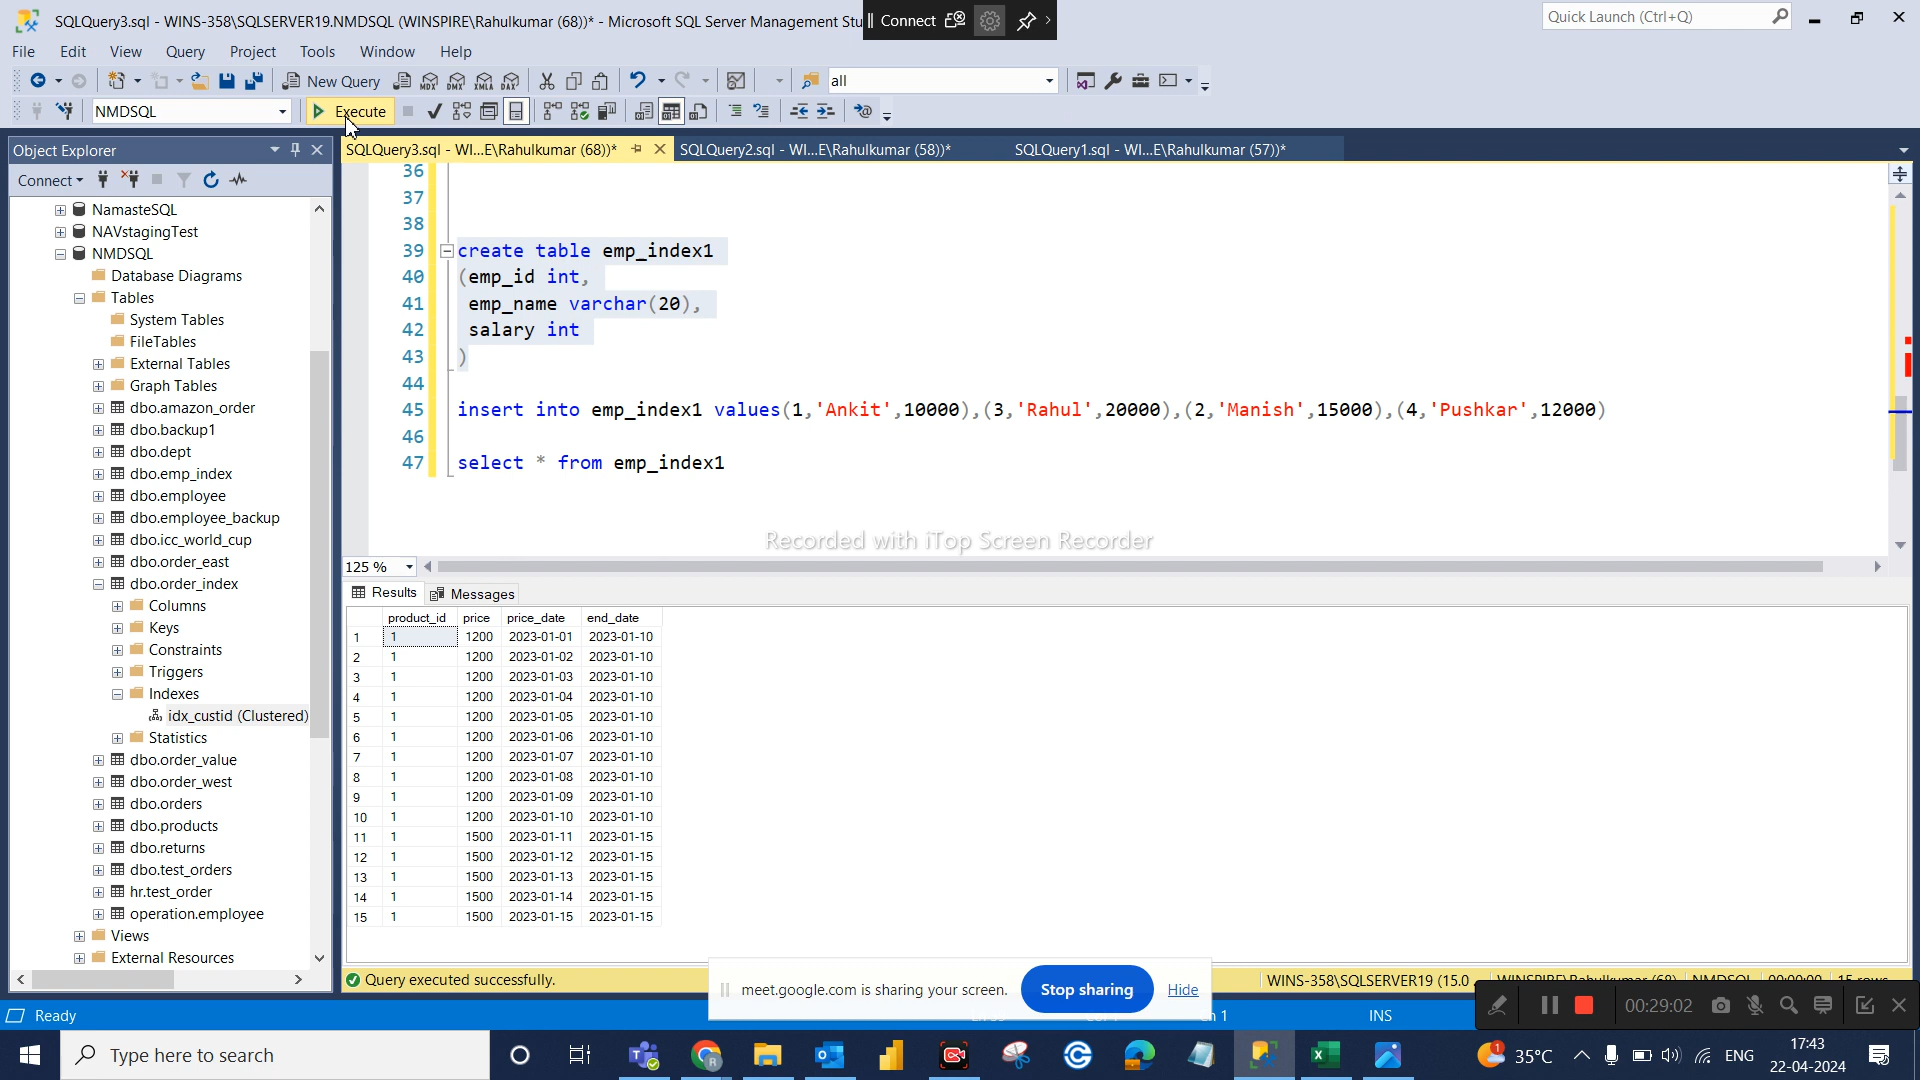 SQLQuery3.sql - WINS-358\SQLSERVER19.NMDSQL (WINSPIRE\Rahulkumar (68))* - Microsoft SQL Server Management Stu
Connect
Quick Launch (Ctrl+Q)
File Edit View Query Project Tools Window Help
New Query MDX DMX XMLA DAX all
NMDSQL Execute
Object Explorer
SQLQuery3.sql - WI...E\Rahulkumar (68))* SQLQuery2.sql - WI...E\Rahulkumar (58))* SQLQuery1.sql - WI...E\Rahulkumar (57))*
Connect
NamasteSQL
NAVstagingTest
NMDSQL
Database Diagrams
Tables
System Tables
FileTables
External Tables
Graph Tables
dbo.amazon_order
dbo.backup1
dbo.dept
dbo.emp_index
dbo.employee
dbo.employee_backup
dbo.icc_world_cup
dbo.order_east
dbo.order_index
Columns
Keys
Constraints
Triggers
Indexes
idx_custid (Clustered)
Statistics
dbo.order_value
dbo.order_west
dbo.orders
dbo.products
dbo.returns
dbo.test_orders
hr.test_order
operation.employee
Views
External Resources
36
37
38
39 create table emp_index1
40 (emp_id int,
41 emp_name varchar(20),
42 salary int
43 )
44
45 insert into emp_index1 values(1,'Ankit',10000),(3,'Rahul',20000),(2,'Manish',15000),(4,'Pushkar',12000)
46
47 select * from emp_index1
Recorded with iTop Screen Recorder
125 %
Results Messages
product_id price price_date end_date
1 1 1200 2023-01-01 2023-01-10
2 1 1200 2023-01-02 2023-01-10
3 1 1200 2023-01-03 2023-01-10
4 1 1200 2023-01-04 2023-01-10
5 1 1200 2023-01-05 2023-01-10
6 1 1200 2023-01-06 2023-01-10
7 1 1200 2023-01-07 2023-01-10
8 1 1200 2023-01-08 2023-01-10
9 1 1200 2023-01-09 2023-01-10
10 1 1200 2023-01-10 2023-01-10
11 1 1500 2023-01-11 2023-01-15
12 1 1500 2023-01-12 2023-01-15
13 1 1500 2023-01-13 2023-01-15
14 1 1500 2023-01-14 2023-01-15
15 1 1500 2023-01-15 2023-01-15
Query executed successfully.
WINS-358\SQLSERVER19 (15.0 ... WINSPIRE\Rahulkumar (68) NMDSQL 00:00:00 15 rows
meet.google.com is sharing your screen. Stop sharing Hide
Ready
INS
00:29:02
Type here to search
35°C
ENG
17:43
22-04-2024